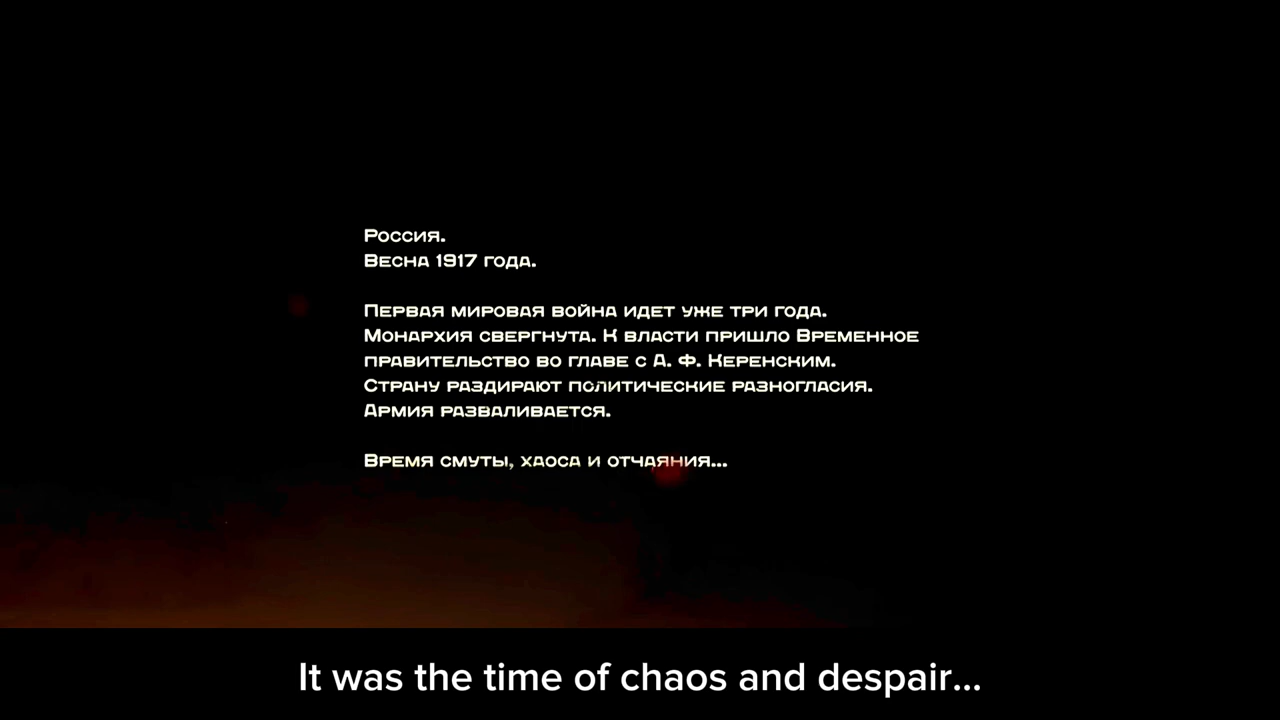 Россия.
Весна 1917 года.
Первая мировая война идет уже три года.
Монархия свергнута. К власти пришло Временное
правительство во главе с А. Ф. Керенским.
Страну раздирают политические разногласия.
Армия разваливается.
Время смуты, хаоса и отчаяния...
It was the time of chaos and despair...